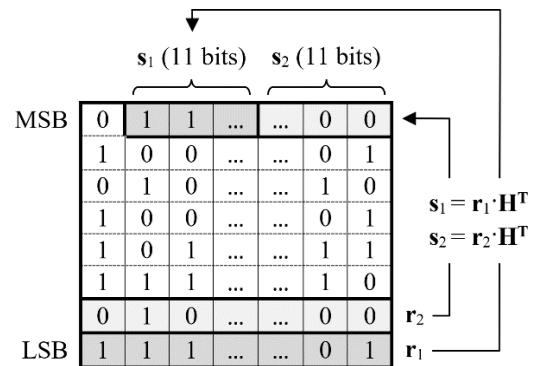 s₁ (11 bits) s₂ (11 bits)
MSB 0 1 1 ... ... 0 0
1 0 0 ... ... 0 1
0 1 0 ... ... 1 0
1 0 0 ... ... 0 1
1 0 1 ... ... 1 1
1 1 1 ... ... 1 0
0 1 0 ... ... 0 0 r₂
LSB 1 1 1 ... ... 0 1 r₁
s₁ = r₁·Hᵀ
s₂ = r₂·Hᵀ